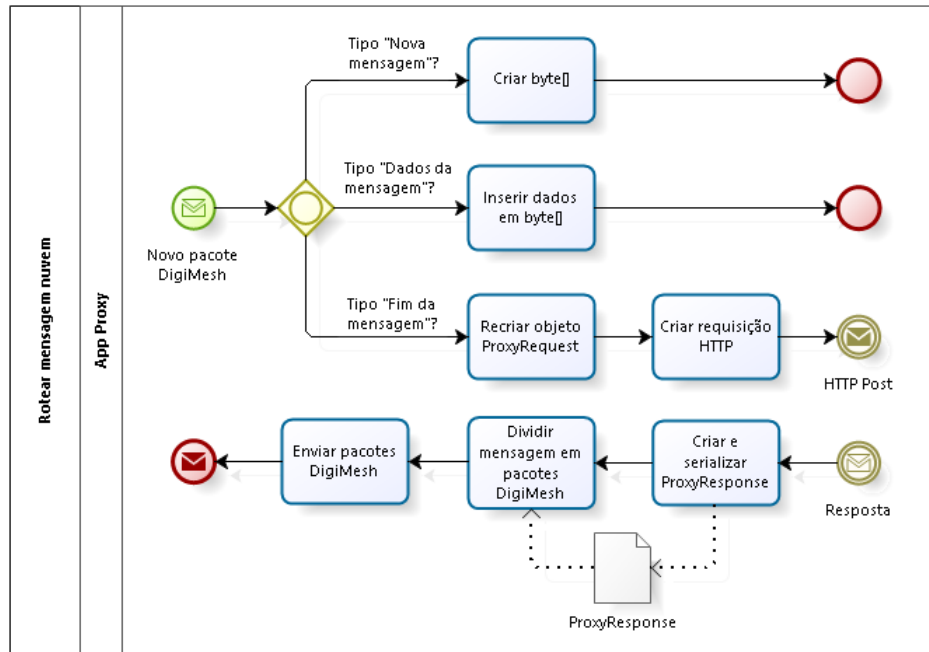 Rotear mensagem nuvem
App Proxy
Tipo "Nova
mensagem"?
Criar byte[]
Tipo "Dados da
mensagem"?
Inserir dados
em byte[]
Novo pacote
DigiMesh
Tipo "Fim da
mensagem"?
Recriar objeto
ProxyRequest
Criar requisição
HTTP
HTTP Post
Enviar pacotes
DigiMesh
Dividir
mensagem em
pacotes
DigiMesh
Criar e
serializar
ProxyResponse
Resposta
ProxyResponse